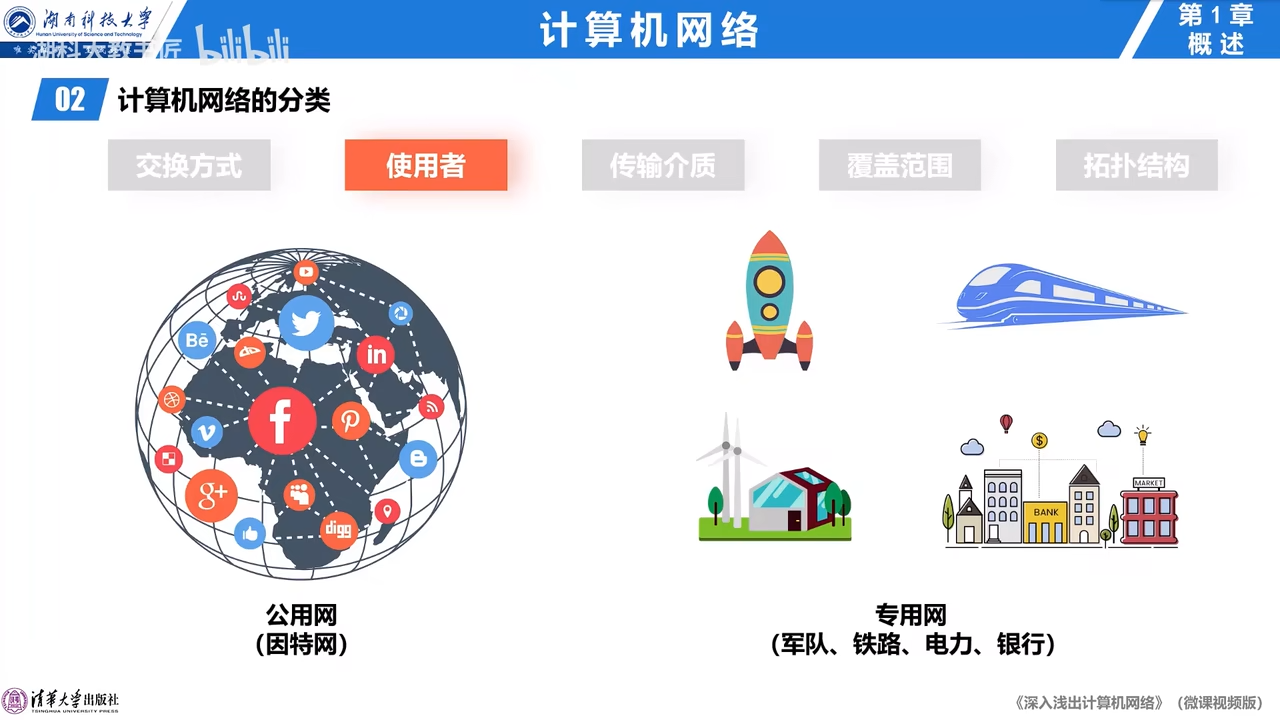 湖南科技大学
Hunan University of Science and Technology
湖科大教书匠 bilibili
计算机网络
第 1 章
概 述
02 计算机网络的分类
交换方式 使用者 传输介质 覆盖范围 拓扑结构
Bē
in
f
g+
digg
$
BANK
MARKET
公用网
（因特网）
专用网
（军队、铁路、电力、银行）
清华大学出版社
TSINGHUA UNIVERSITY PRESS
《深入浅出计算机网络》（微课视频版）